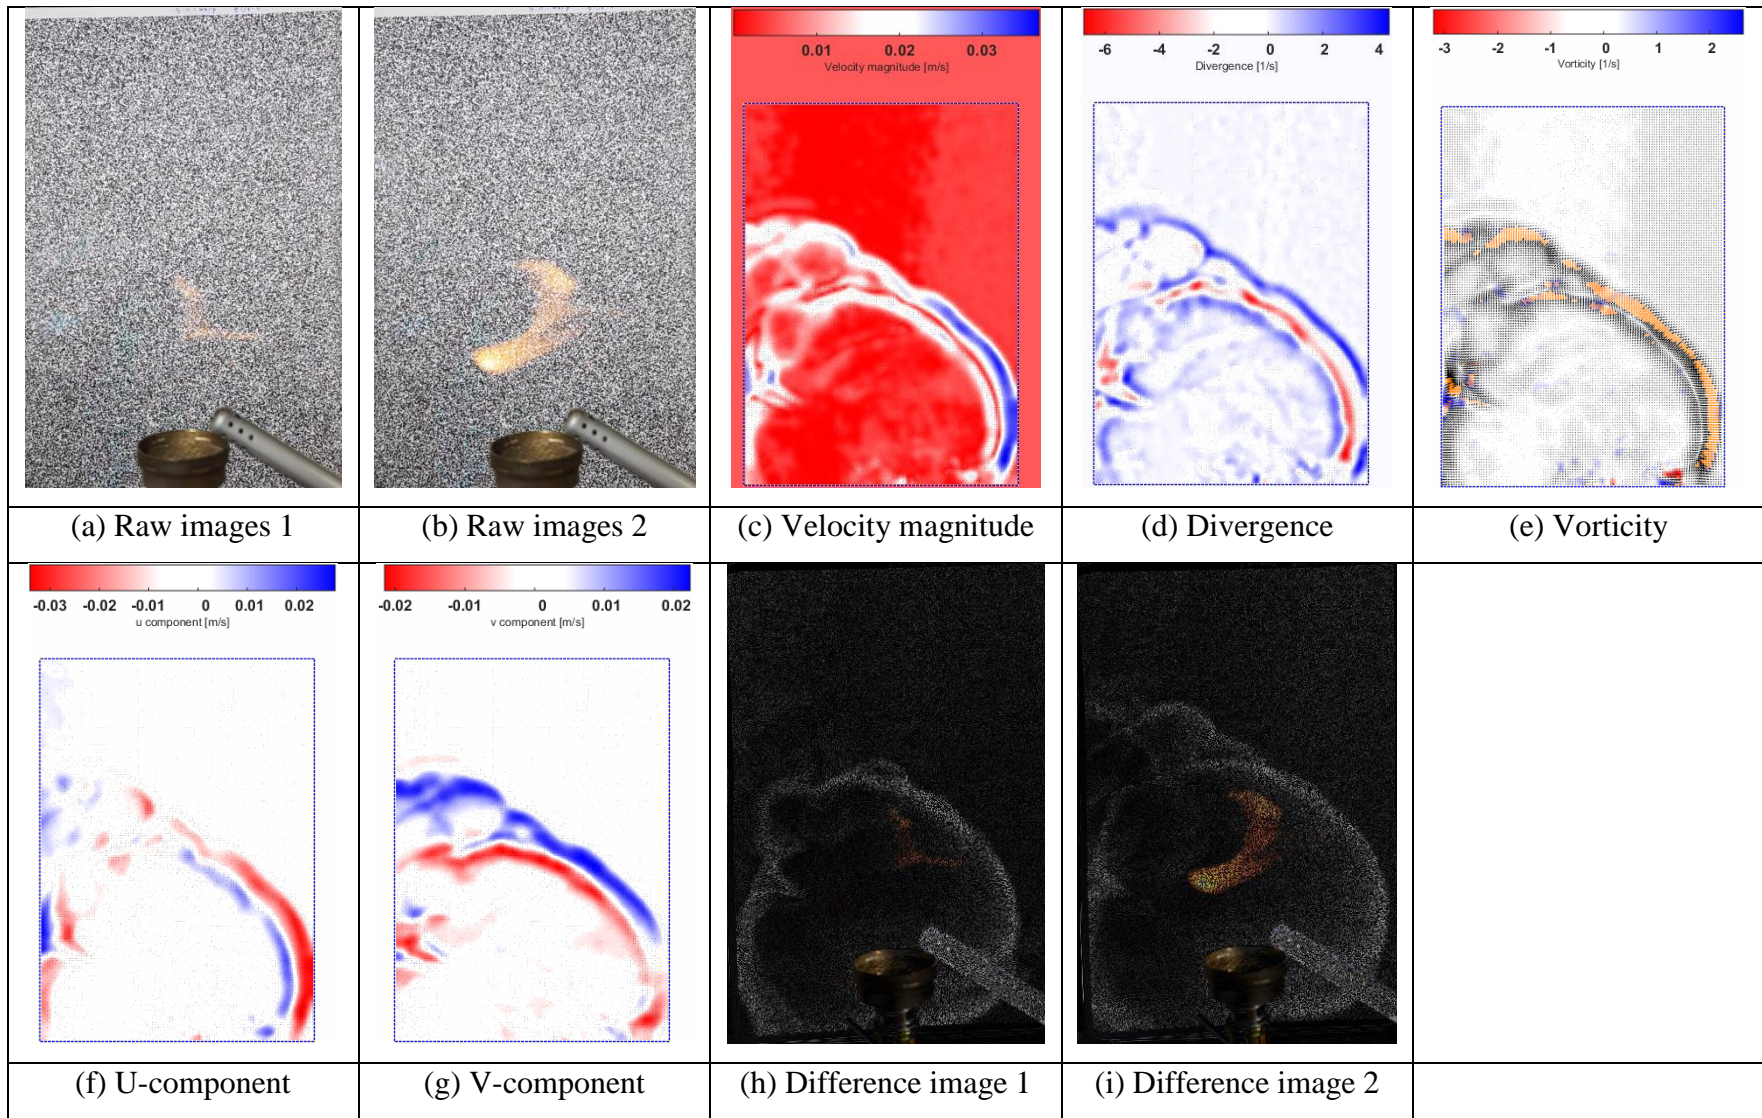 0.01 0.02 0.03
Velocity magnitude [m/s]
-6 -4 -2 0 2 4
Divergence [1/s]
-3 -2 -1 0 1 2
Vorticity [1/s]
(a) Raw images 1
(b) Raw images 2
(c) Velocity magnitude
(d) Divergence
(e) Vorticity
-0.03 -0.02 -0.01 0 0.01 0.02
u component [m/s]
-0.02 -0.01 0 0.01 0.02
v component [m/s]
(f) U-component
(g) V-component
(h) Difference image 1
(i) Difference image 2